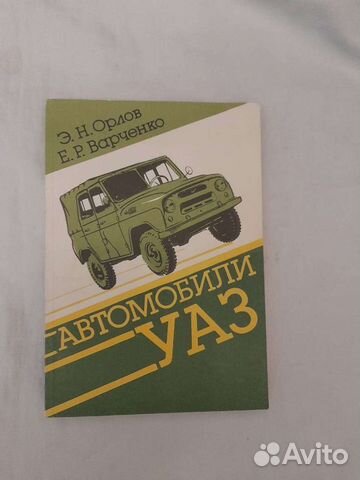 Э. Н. Орлов
Е. Р. Варченко
АВТОМОБИЛИ
УАЗ
Avito